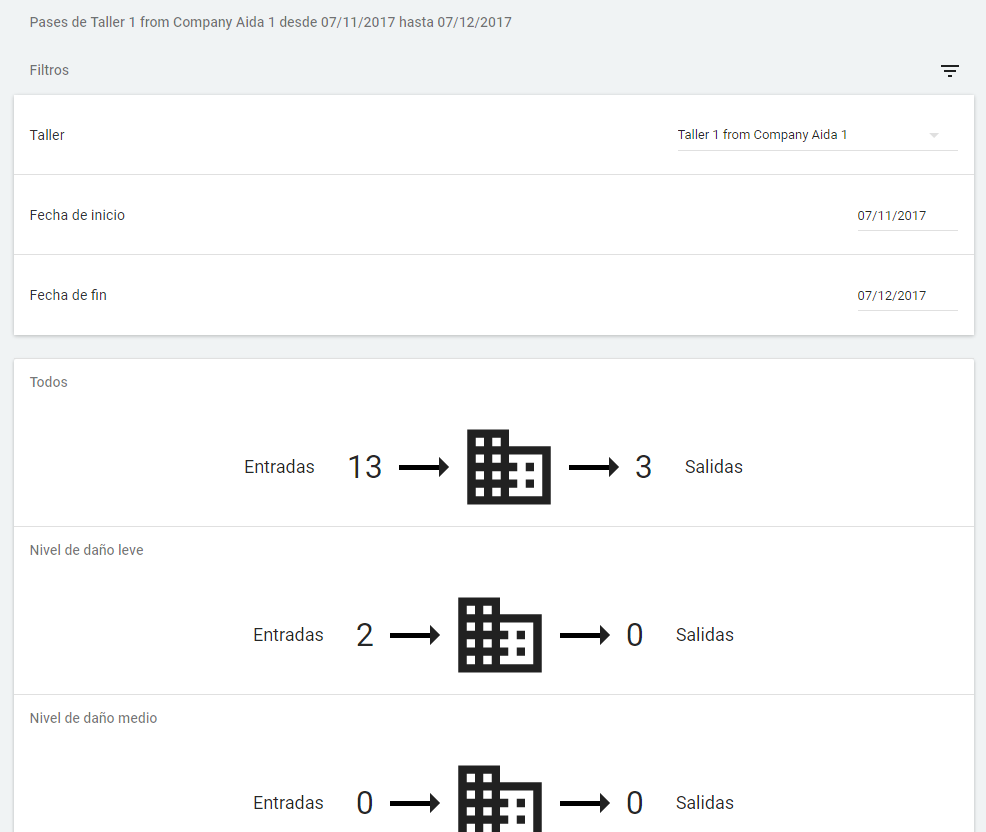 Pases de Taller 1 from Company Aida 1 desde 07/11/2017 hasta 07/12/2017
Filtros
Taller Taller 1 from Company Aida 1
Fecha de inicio 07/11/2017
Fecha de fin 07/12/2017
Todos
Entradas 13 3 Salidas
Nivel de daño leve
Entradas 2 0 Salidas
Nivel de daño medio
Entradas 0 0 Salidas